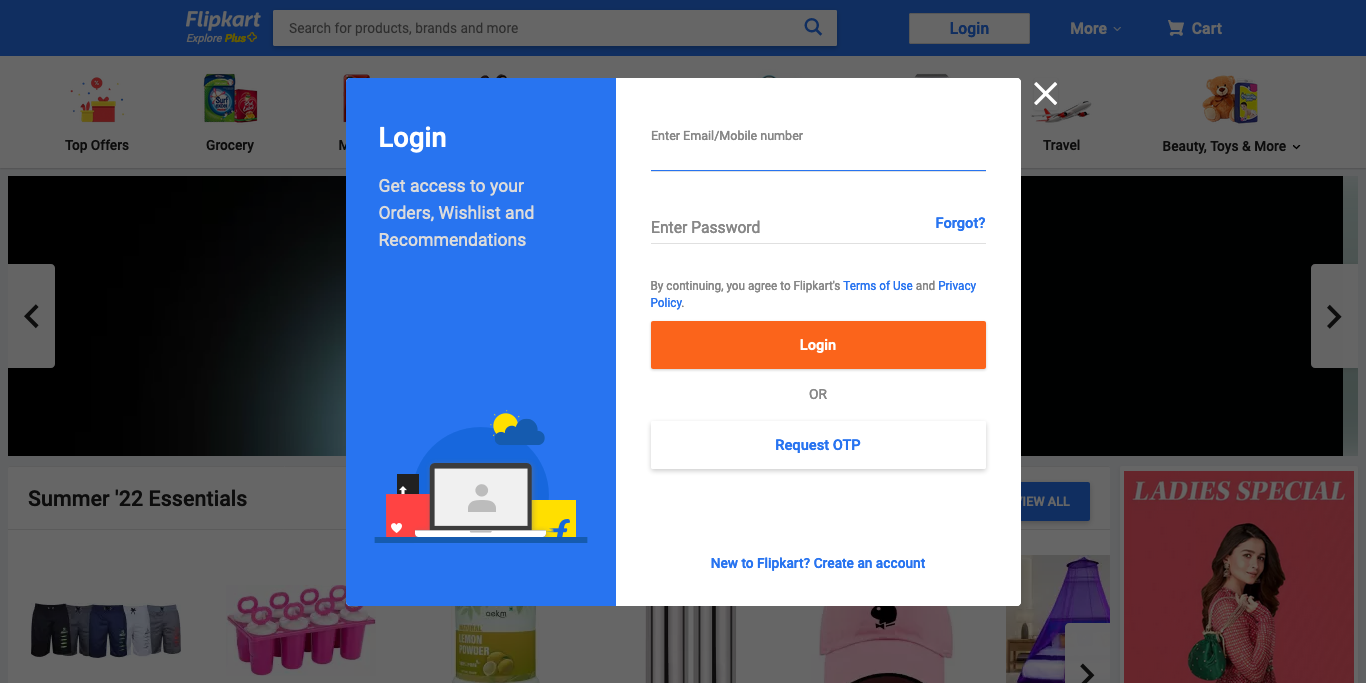 Flipkart
Explore Plus
Search for products, brands and more
Login
More
Cart
Top Offers
Grocery
Travel
Beauty, Toys & More
Login
Get access to your
Orders, Wishlist and
Recommendations
Enter Email/Mobile number
Enter Password
Forgot?
By continuing, you agree to Flipkart's Terms of Use and Privacy
Policy.
Login
OR
Request OTP
New to Flipkart? Create an account
Summer '22 Essentials
VIEW ALL
LADIES SPECIAL
LEMON
POWDER